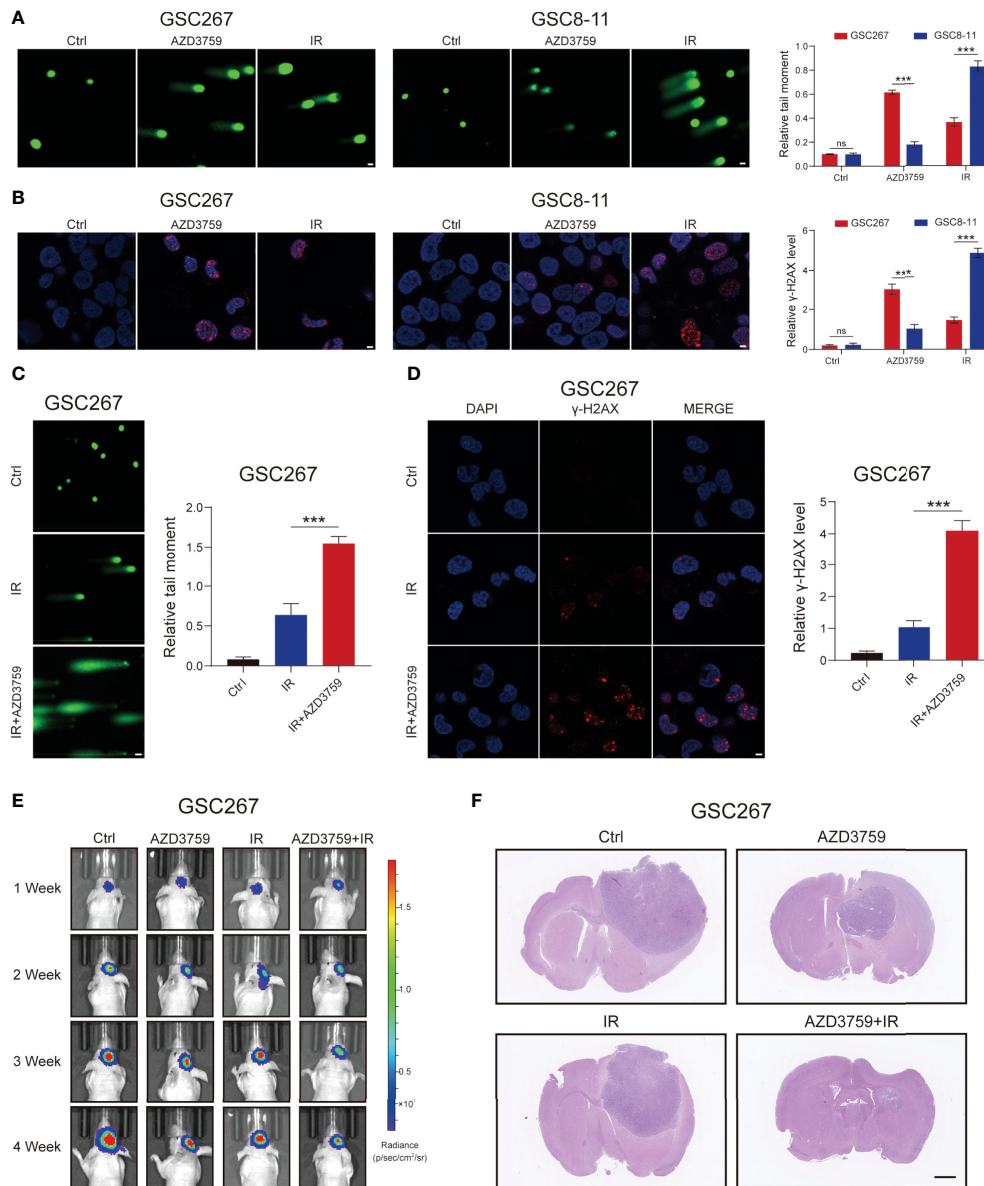 A
GSC267
GSC8-11
Ctrl
AZD3759
IR
Ctrl
AZD3759
IR
GSC267
GSC8-11
Relative tail moment
1.0
0.8
0.6
0.4
0.2
0.0
ns
***
***
Ctrl
AZD3759
IR
B
GSC267
GSC8-11
Ctrl
AZD3759
IR
Ctrl
AZD3759
IR
GSC267
GSC8-11
Relative γ-H2AX level
6
4
2
0
ns
***
***
Ctrl
AZD3759
IR
C
GSC267
Ctrl
IR
IR+AZD3759
GSC267
Relative tail moment
2.0
1.5
1.0
0.5
0.0
***
Ctrl
IR
IR+AZD3759
D
GSC267
DAPI
γ-H2AX
MERGE
Ctrl
IR
IR+AZD3759
GSC267
Relative γ-H2AX level
5
4
3
2
1
0
***
Ctrl
IR
IR+AZD3759
E
GSC267
Ctrl
AZD3759
IR
AZD3759+IR
1 Week
2 Week
3 Week
4 Week
1.5
1.0
0.5
×10⁷
Radiance
(p/sec/cm²/sr)
F
GSC267
Ctrl
AZD3759
IR
AZD3759+IR